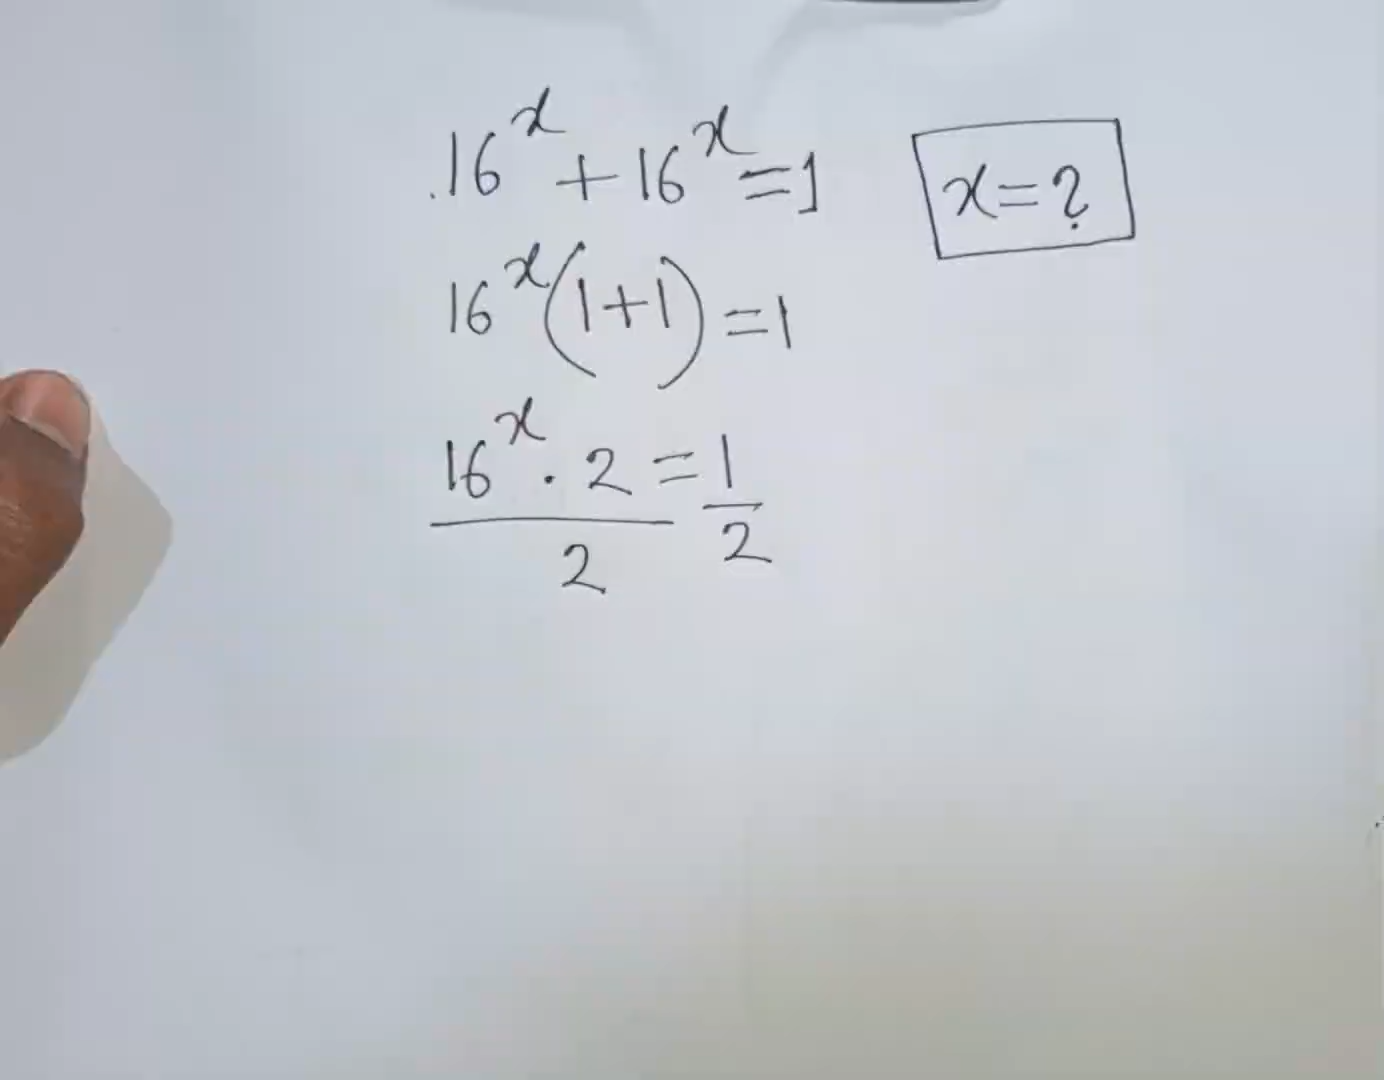 16^x + 16^x = 1
x = ?
16^x (1+1) = 1
16^x . 2 = 1
2 2